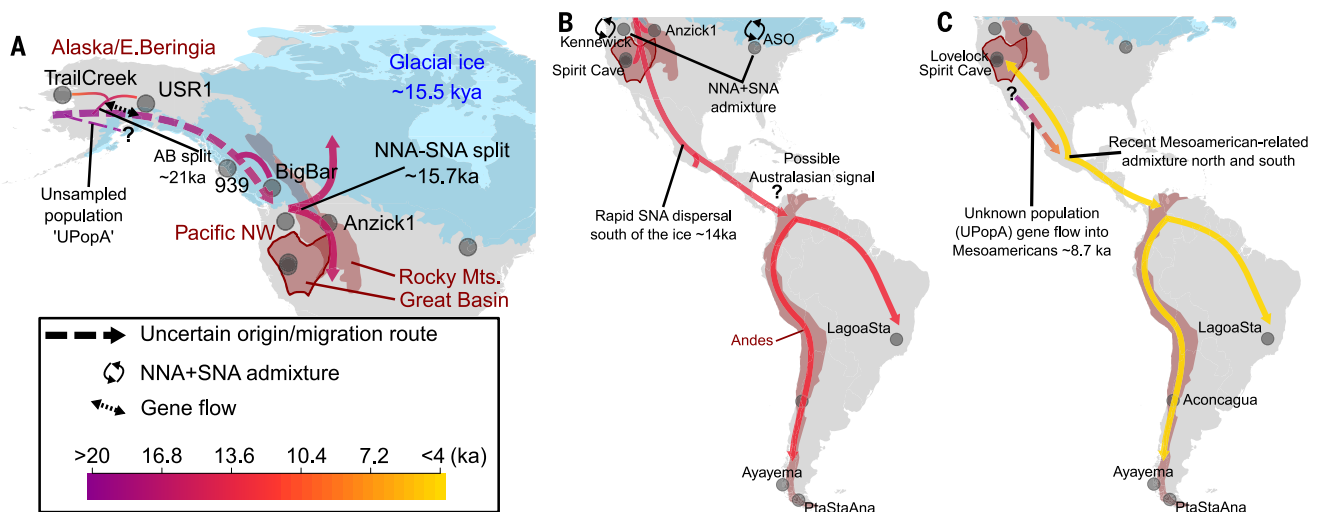 A
Alaska/E.Beringia
TrailCreek
USR1
Glacial ice
~15.5 kya
?
AB split
~21ka
939
BigBar
NNA-SNA split
~15.7ka
Unsampled
population
'UPopA'
Pacific NW
Anzick1
Rocky Mts.
Great Basin
Uncertain origin/migration route
NNA+SNA admixture
Gene flow
>20 16.8 13.6 10.4 7.2 <4 (ka)
B
Kennewick
Anzick1
ASO
Spirit Cave
NNA+SNA
admixture
Possible
Australasian signal
?
Rapid SNA dispersal
south of the ice ~14ka
LagoaSta
Andes
Ayayema
PtaStaAna
C
Lovelock
Spirit Cave
?
Recent Mesoamerican-related
admixture north and south
Unknown population
(UPopA) gene flow into
Mesoamericans ~8.7 ka
LagoaSta
Aconcagua
Ayayema
PtaStaAna